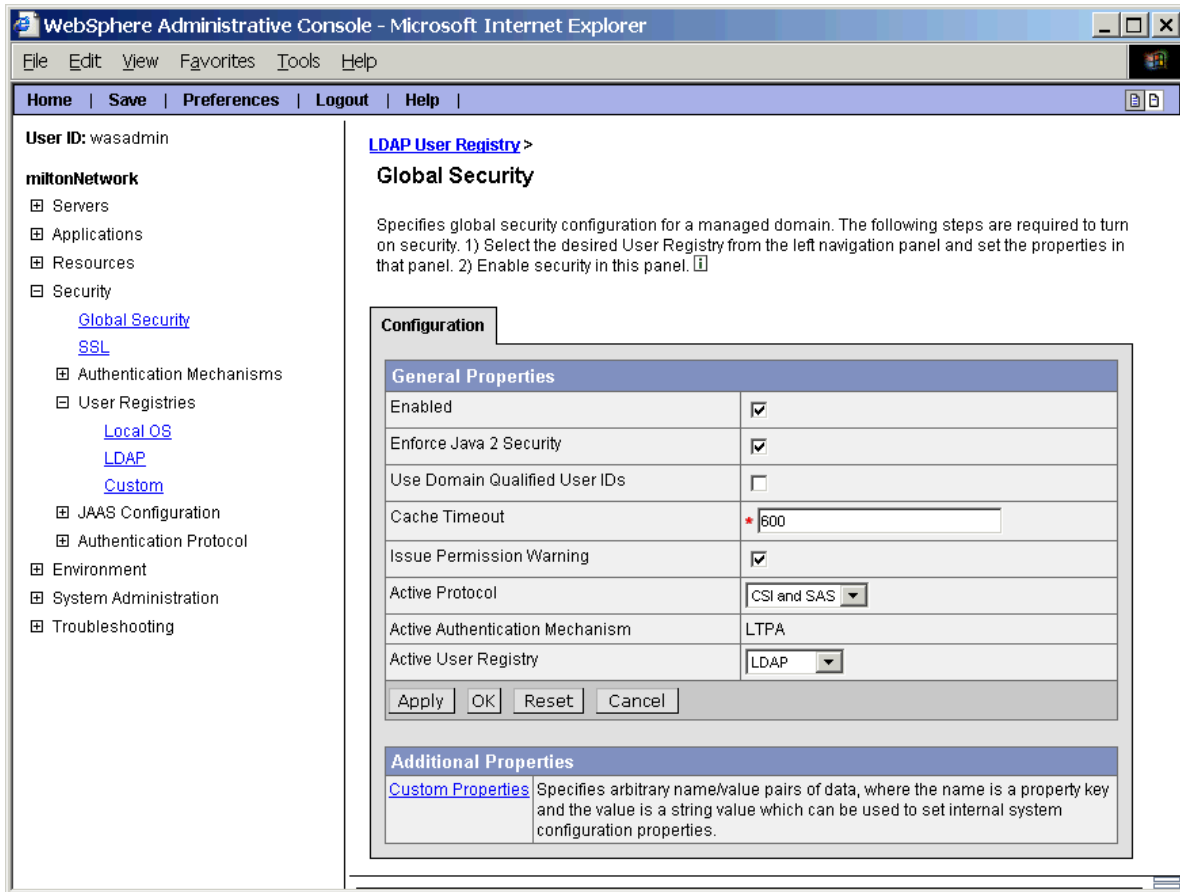 WebSphere Administrative Console - Microsoft Internet Explorer
File Edit View Favorites Tools Help
Home | Save | Preferences | Logout | Help |
User ID: wasadmin
miltonNetwork
Servers
Applications
Resources
Security
Global Security
SSL
Authentication Mechanisms
User Registries
Local OS
LDAP
Custom
JAAS Configuration
Authentication Protocol
Environment
System Administration
Troubleshooting
LDAP User Registry >
Global Security
Specifies global security configuration for a managed domain. The following steps are required to turn
on security. 1) Select the desired User Registry from the left navigation panel and set the properties in
that panel. 2) Enable security in this panel. i
Configuration
General Properties
Enabled
Enforce Java 2 Security
Use Domain Qualified User IDs
Cache Timeout * 600
Issue Permission Warning
Active Protocol CSI and SAS
Active Authentication Mechanism LTPA
Active User Registry LDAP
Apply OK Reset Cancel
Additional Properties
Custom Properties Specifies arbitrary name/value pairs of data, where the name is a property key
and the value is a string value which can be used to set internal system
configuration properties.